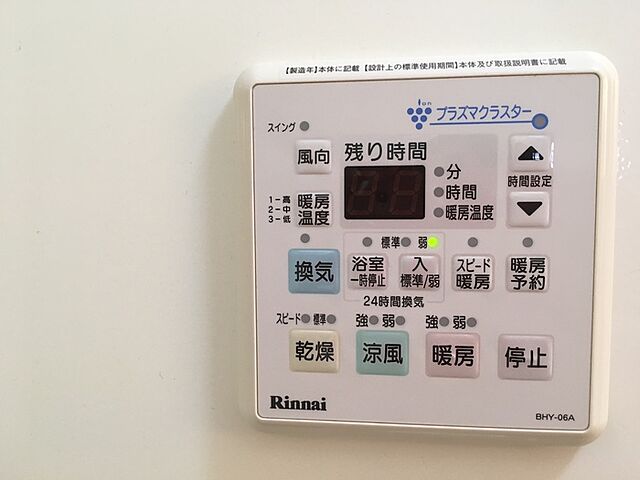 【製造年】本体に記載 【設計上の標準使用期間】本体及び取扱説明書に記載
ion
プラズマクラスター
スイング
風向
残り時間
分
時間
暖房温度
時間設定
1－高
2－中
3－低
暖房
温度
標準 弱
換気
浴室
一時停止
入
標準/弱
スピード
暖房
暖房
予約
24時間換気
スピード 標準
強 弱
強 弱
乾燥
涼風
暖房
停止
Rinnai
BHY-06A